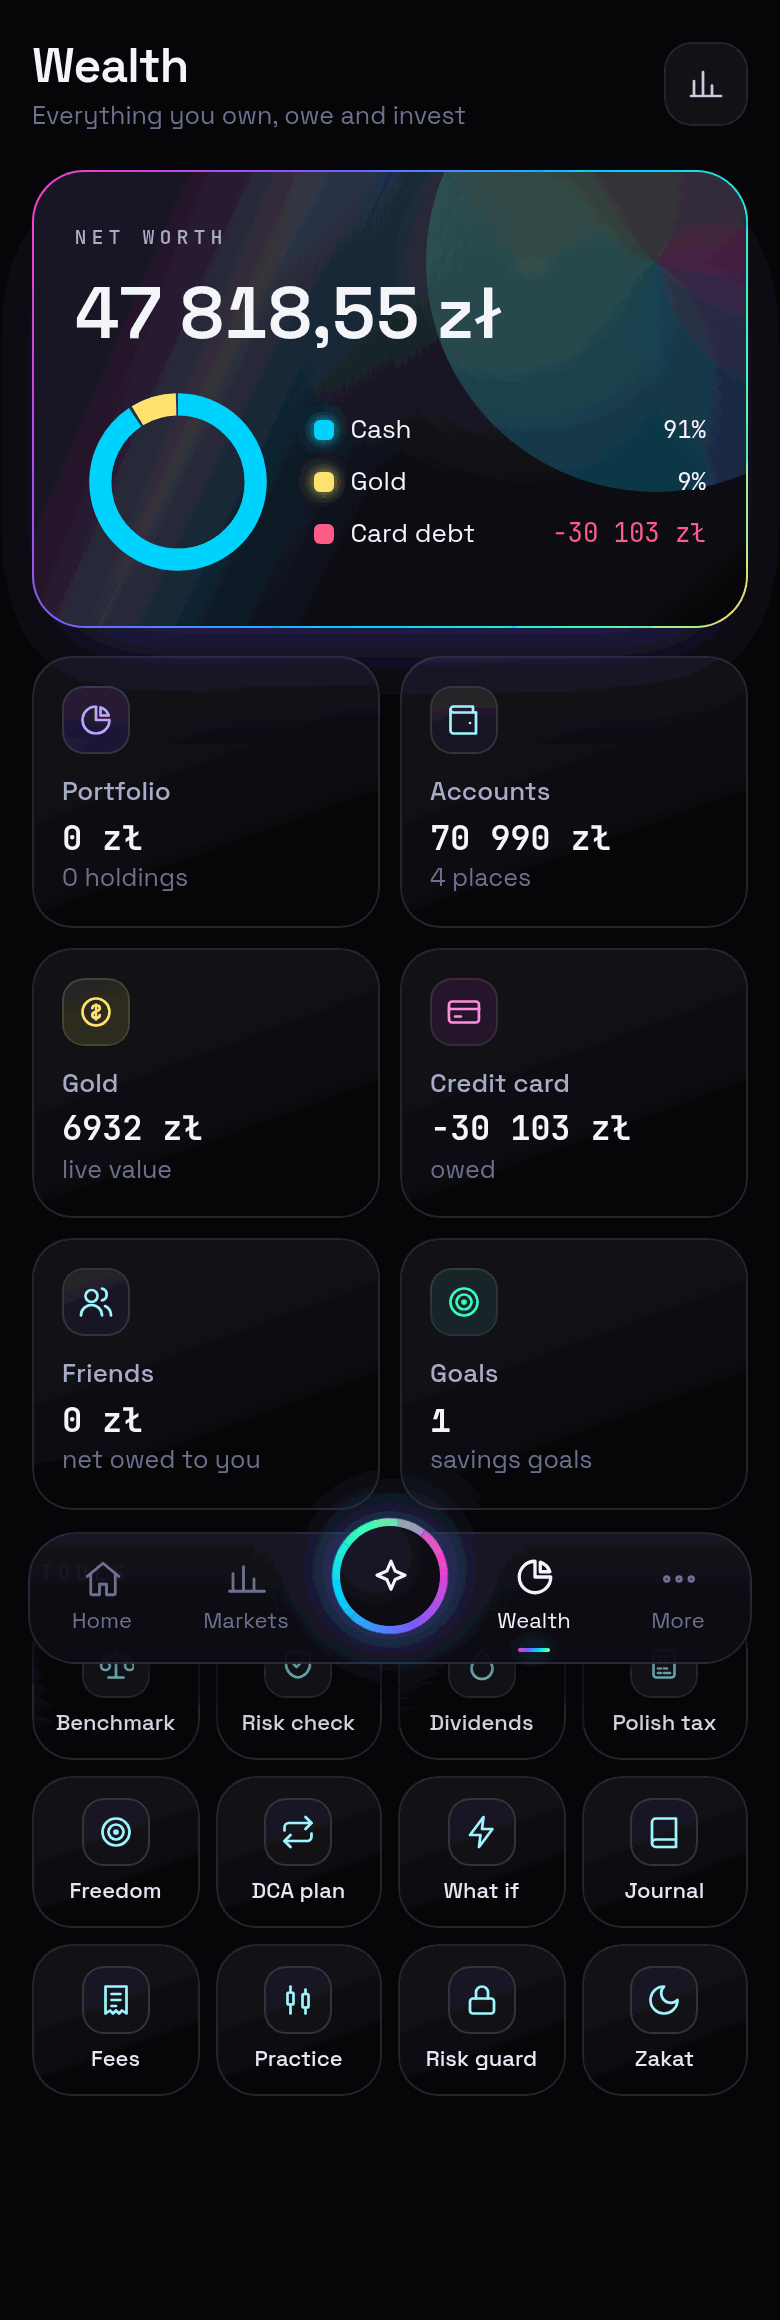 Wealth
Everything you own, owe and invest
NET WORTH
47 818,55 zł
Cash 91%
Gold 9%
Card debt -30 103 zł
Portfolio
0 zł
0 holdings
Accounts
70 990 zł
4 places
Gold
6932 zł
live value
Credit card
-30 103 zł
owed
Friends
0 zł
net owed to you
Goals
1
savings goals
TOOLS
Home Markets Wealth More
Benchmark Risk check Dividends Polish tax
Freedom DCA plan What if Journal
Fees Practice Risk guard Zakat